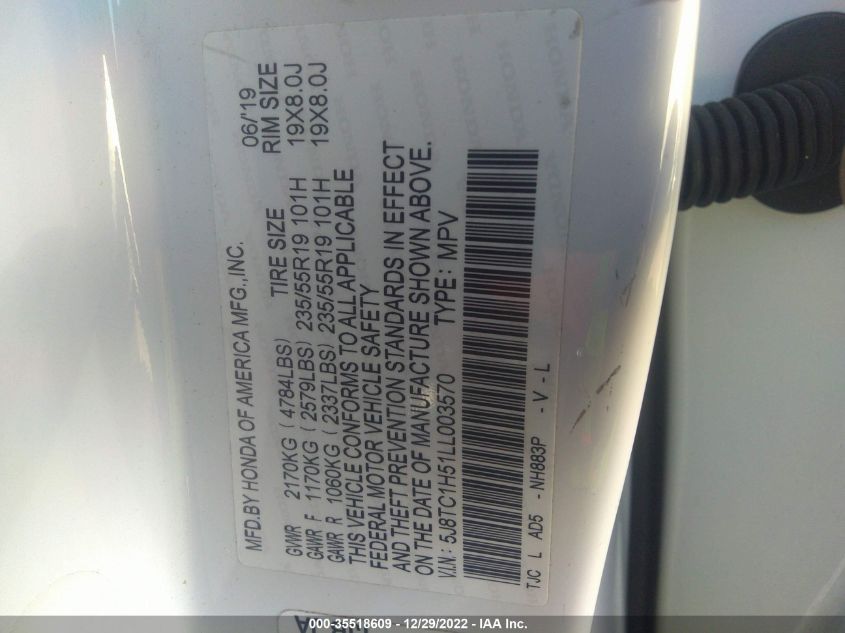 MFD.BY HONDA OF AMERICA MFG.,INC. 06/'19
GVWR 2170KG ( 4784LBS) TIRE SIZE RIM SIZE
GAWR F 1170KG ( 2579LBS) 235/55R19 101H 19X8.0J
GAWR R 1060KG ( 2337LBS) 235/55R19 101H 19X8.0J
THIS VEHICLE CONFORMS TO ALL APPLICABLE
FEDERAL MOTOR VEHICLE SAFETY
AND THEFT PREVENTION STANDARDS IN EFFECT
ON THE DATE OF MANUFACTURE SHOWN ABOVE.
V.I.N.: 5J8TC1H51LL003570 TYPE: MPV
TJC L AD5 -NH883P -V-L
000-35518609 - 12/29/2022 - IAA Inc.